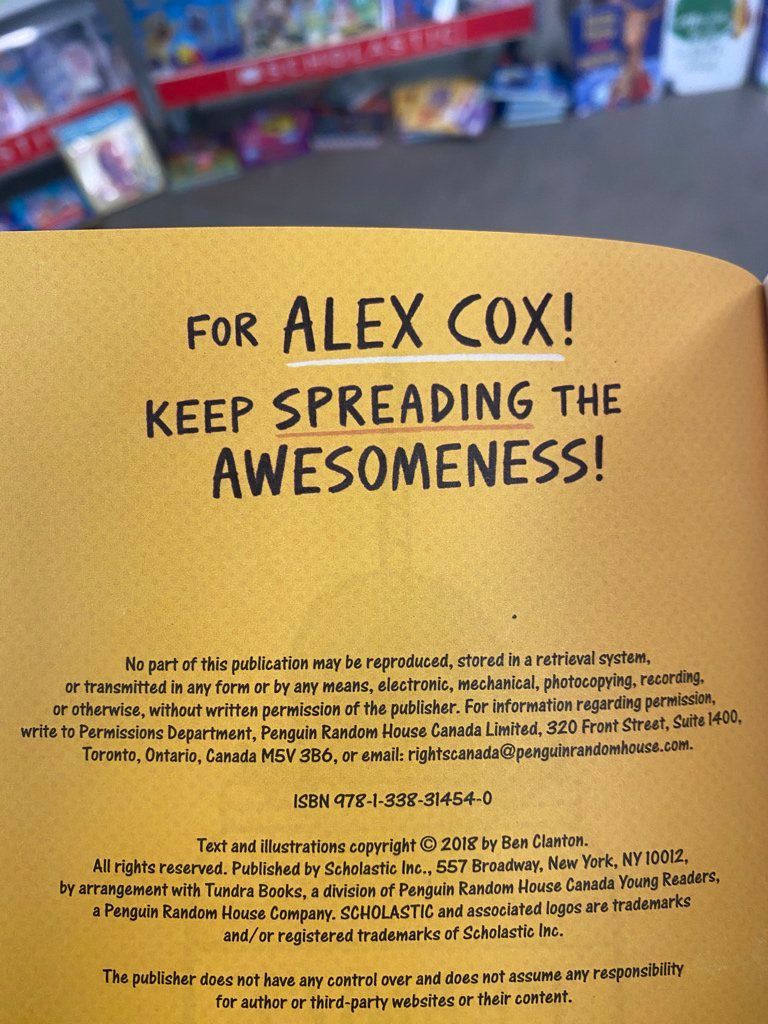 SCHOLASTIC
FOR ALEX COX!
KEEP SPREADING THE
AWESOMENESS!
No part of this publication may be reproduced, stored in a retrieval system,
or transmitted in any form or by any means, electronic, mechanical, photocopying, recording,
or otherwise, without written permission of the publisher. For information regarding permission,
write to Permissions Department, Penguin Random House Canada Limited, 320 Front Street, Suite 1400,
Toronto, Ontario, Canada M5V 3B6, or email: rightscanada@penguinrandomhouse.com.
ISBN 978-1-338-31454-0
Text and illustrations copyright © 2018 by Ben Clanton.
All rights reserved. Published by Scholastic Inc., 557 Broadway, New York, NY 10012,
by arrangement with Tundra Books, a division of Penguin Random House Canada Young Readers,
a Penguin Random House Company. SCHOLASTIC and associated logos are trademarks
and/or registered trademarks of Scholastic Inc.
The publisher does not have any control over and does not assume any responsibility
for author or third-party websites or their content.